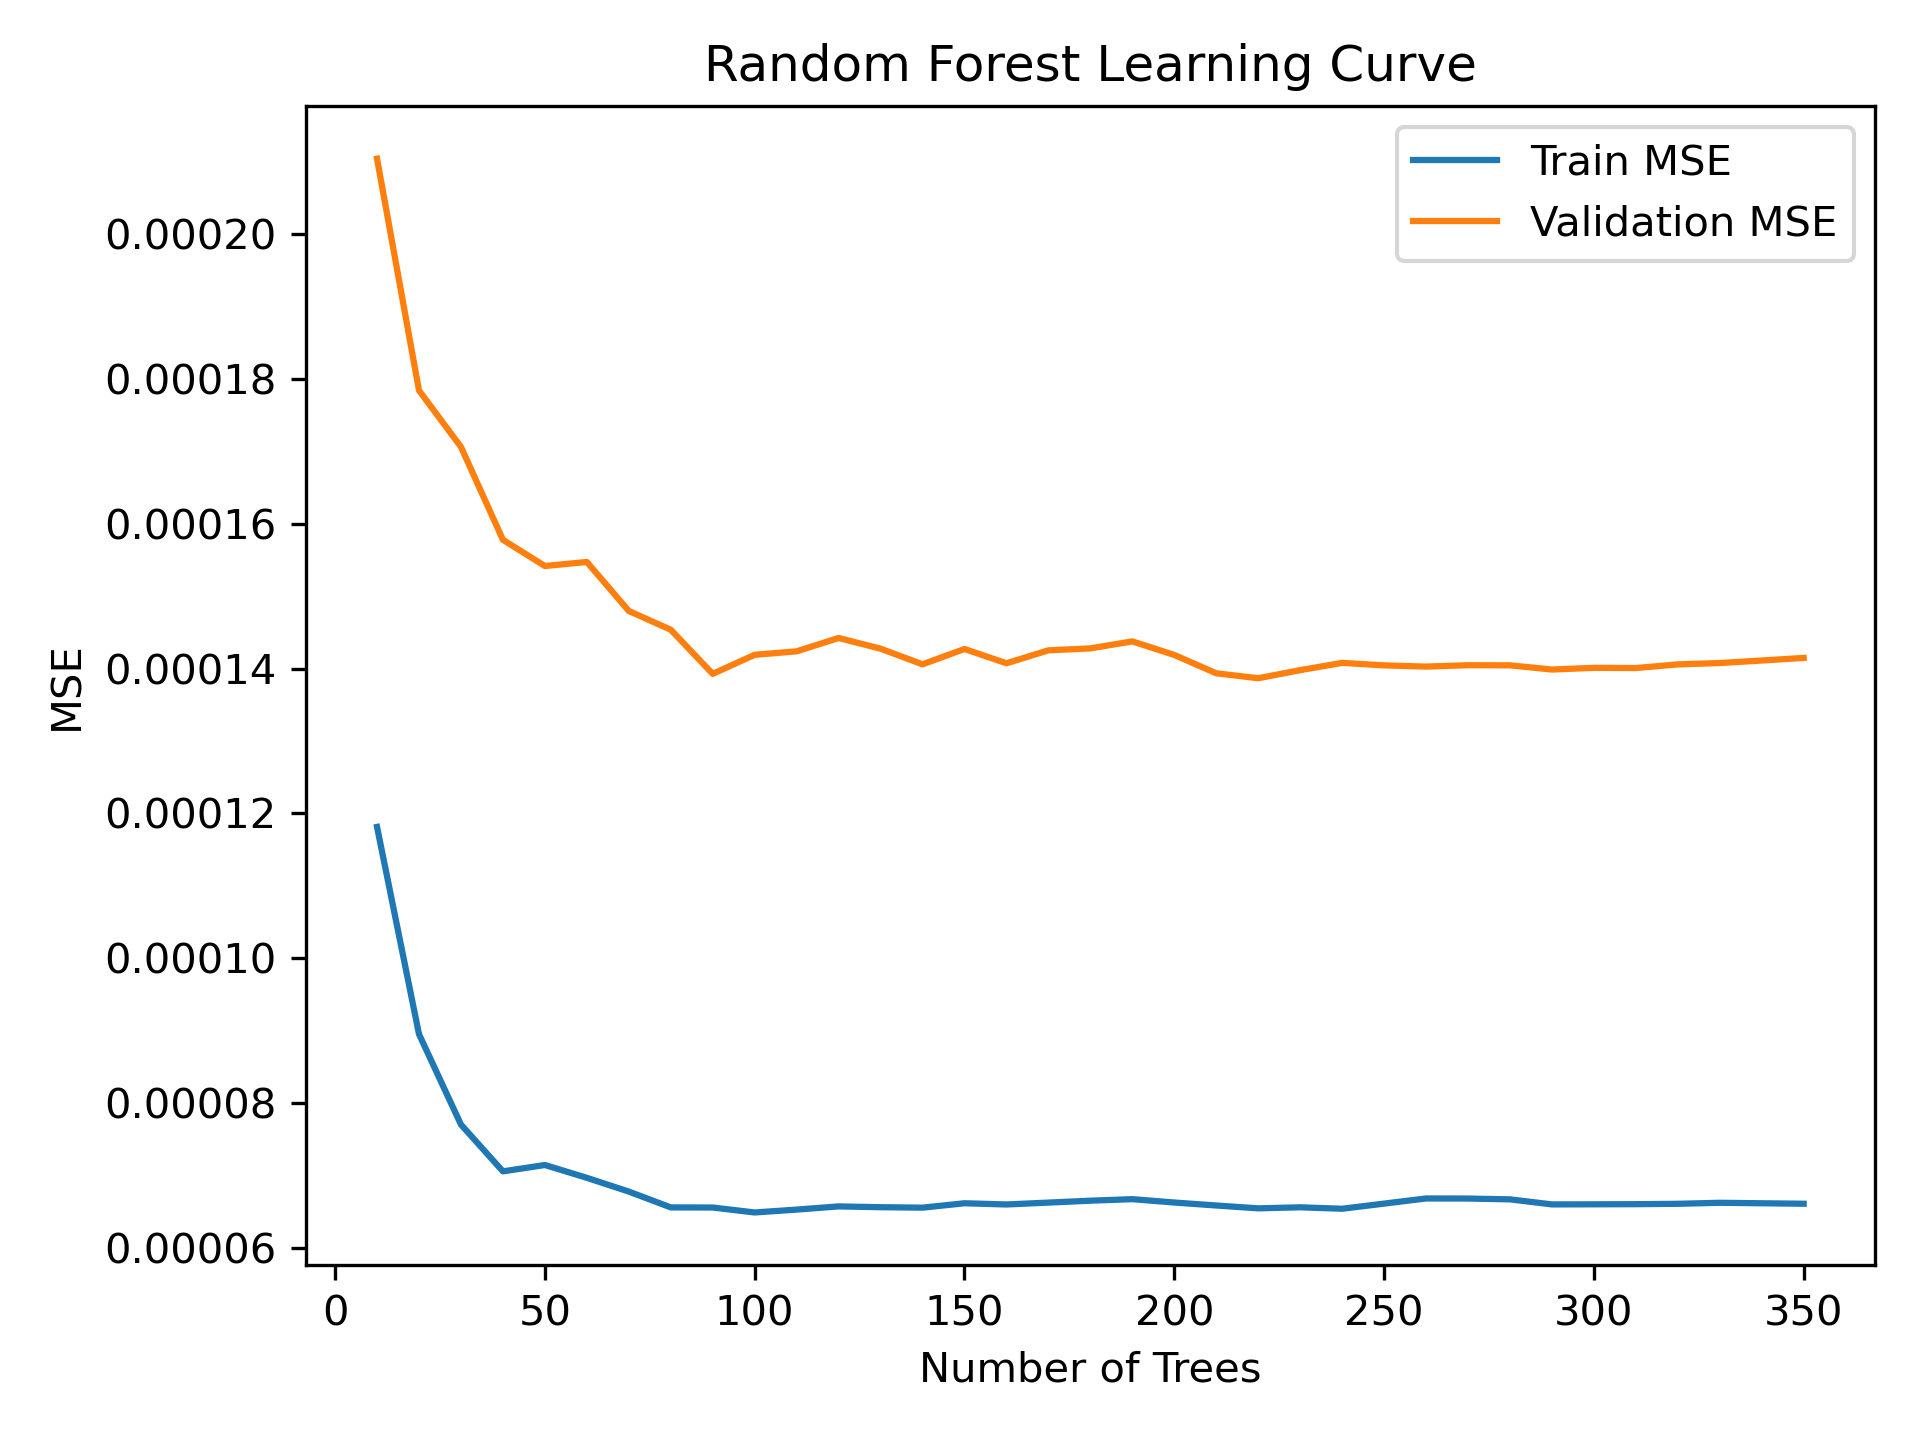 Random Forest Learning Curve
Train MSE
Validation MSE
MSE
0.00020
0.00018
0.00016
0.00014
0.00012
0.00010
0.00008
0.00006
0 50 100 150 200 250 300 350
Number of Trees